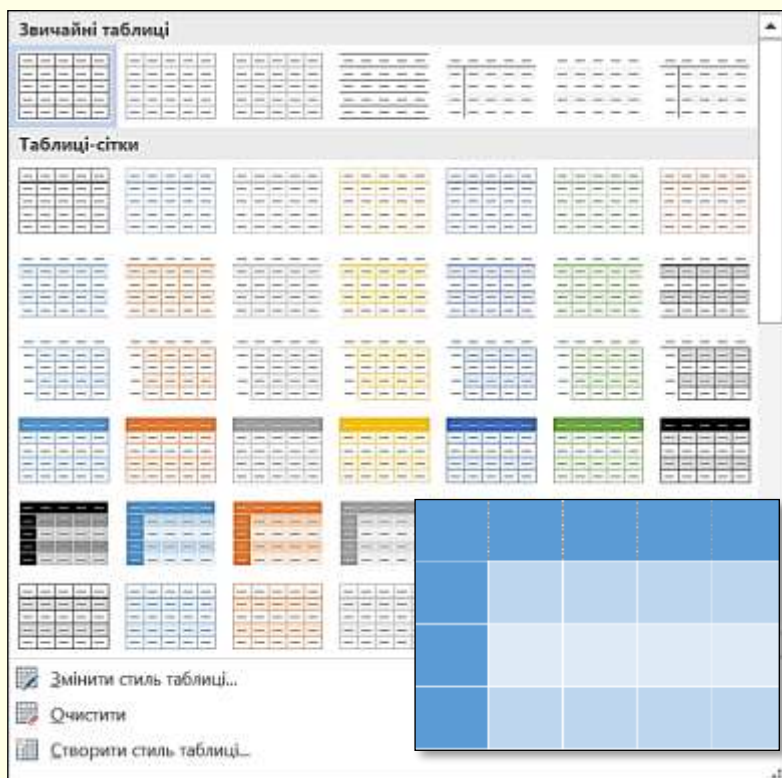 Звичайні таблиці
Таблиці-сітки
Змінити стиль таблиці...
Очистити
Створити стиль таблиці...